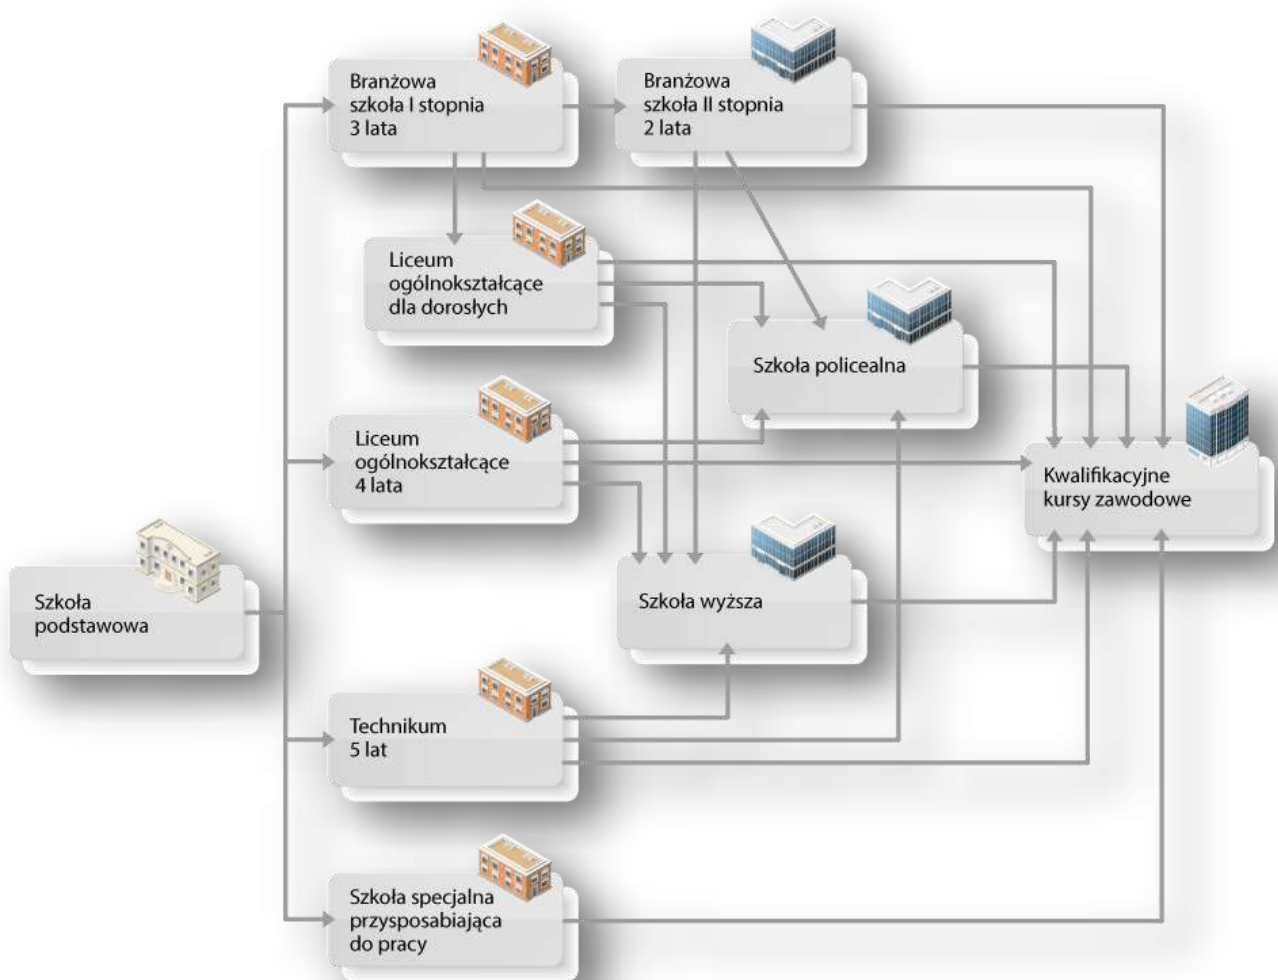 Branżowa
szkoła I stopnia
3 lata
Branżowa
szkoła II stopnia
2 lata
Liceum
ogólnokształcące
dla dorosłych
Szkoła policealna
Liceum
ogólnokształcące
4 lata
Kwalifikacyjne
kursy zawodowe
Szkoła
podstawowa
Szkoła wyższa
Technikum
5 lat
Szkoła specjalna
przysposabiająca
do pracy